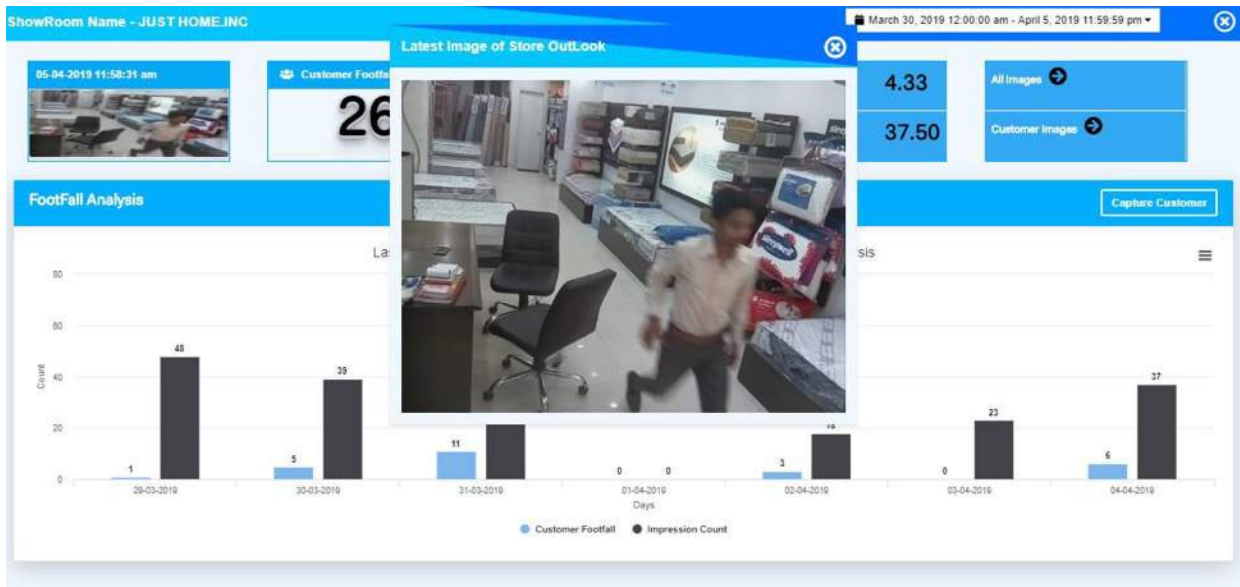 ShowRoom Name - JUST HOME.INC
March 30, 2019 12:00:00 am - April 5, 2019 11:59:59 pm
Latest Image of Store OutLook
05-04-2019 11:58:31 am
Customer Footfa
26
4.33
37.50
All Images
Customer Images
FootFall Analysis
Capture Customer
La
sis
80
60
40
20
0
Count
1
48
5
39
11
0
0
3
0
23
6
37
29-03-2019
30-03-2019
31-03-2019
01-04-2019
02-04-2019
03-04-2019
04-04-2019
Days
Customer Footfall
Impression Count